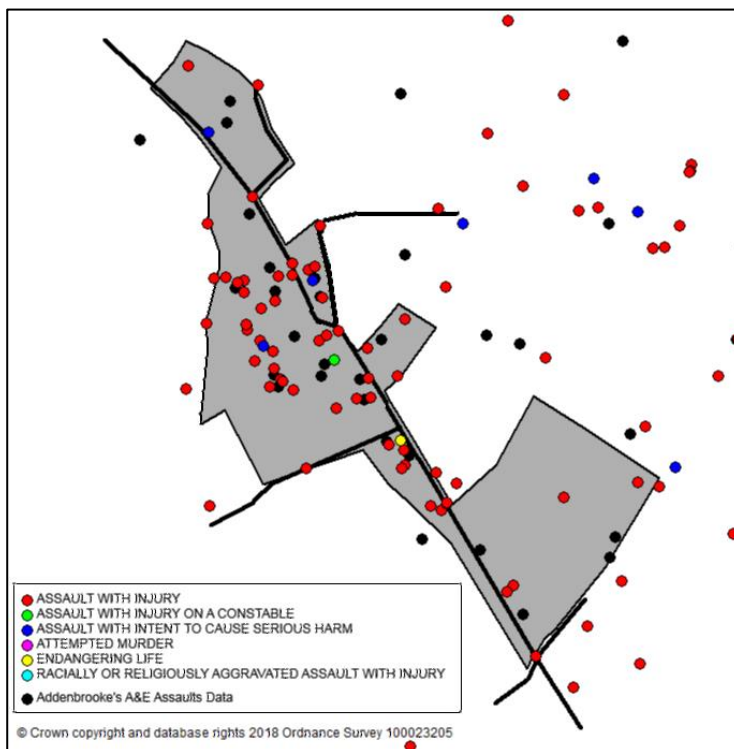 ASSAULT WITH INJURY
ASSAULT WITH INJURY ON A CONSTABLE
ASSAULT WITH INTENT TO CAUSE SERIOUS HARM
ATTEMPTED MURDER
ENDANGERING LIFE
RACIALLY OR RELIGIOUSLY AGGRAVATED ASSAULT WITH INJURY
Addenbrooke's A&E Assaults Data
© Crown copyright and database rights 2018 Ordnance Survey 100023205